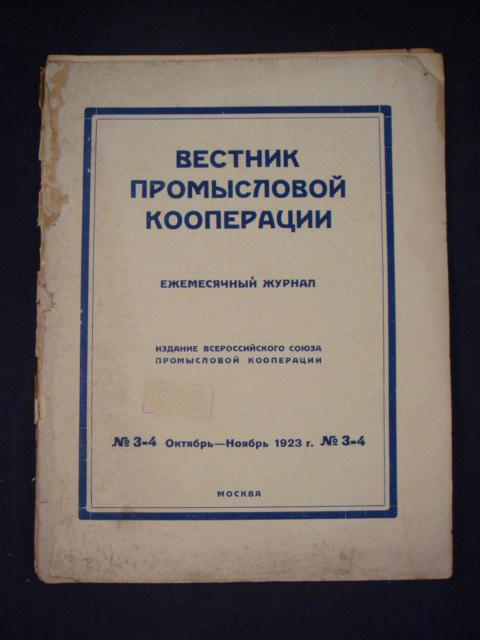 ВЕСТНИК
ПРОМЫСЛОВОЙ
КООПЕРАЦИИ
ЕЖЕМЕСЯЧНЫЙ ЖУРНАЛ
ИЗДАНИЕ ВСЕРОССИЙСКОГО СОЮЗА
ПРОМЫСЛОВОЙ КООПЕРАЦИИ
№ 3-4 Октябрь—Ноябрь 1923 г. № 3-4
МОСКВА